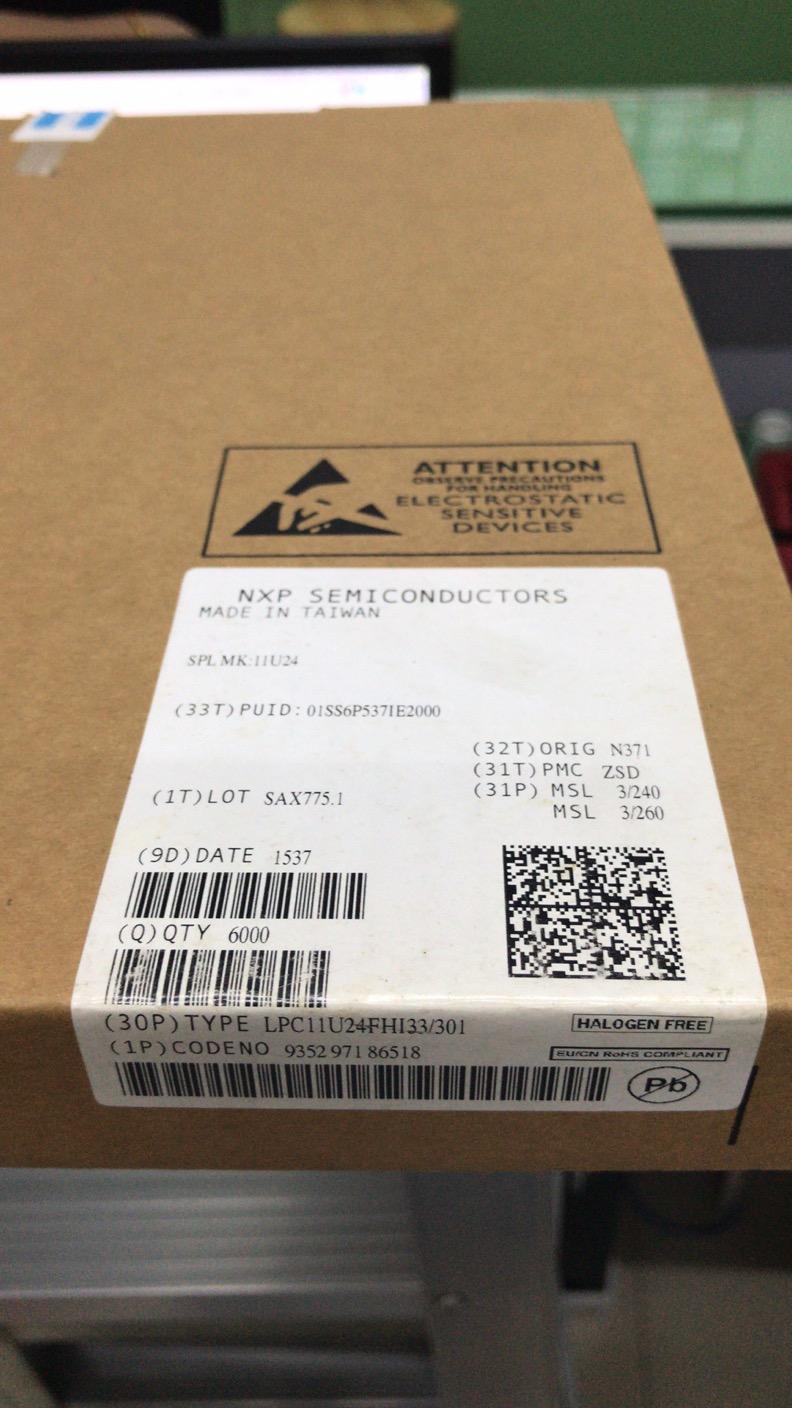 ATTENTION
OBSERVE PRECAUTIONS
FOR HANDLING
ELECTROSTATIC
SENSITIVE
DEVICES
NXP SEMICONDUCTORS
MADE IN TAIWAN
SPL MK:11U24
(33T)PUID: 01SS6P537IE2000
(32T)ORIG N371
(31T)PMC ZSD
(31P) MSL 3/240
MSL 3/260
(1T)LOT SAX775.1
(9D)DATE 1537
(Q)QTY 6000
(30P)TYPE LPC11U24FHI33/301
HALOGEN FREE
(1P)CODENO 9352 971 86518
EU/CN RoHS COMPLIANT
Pb